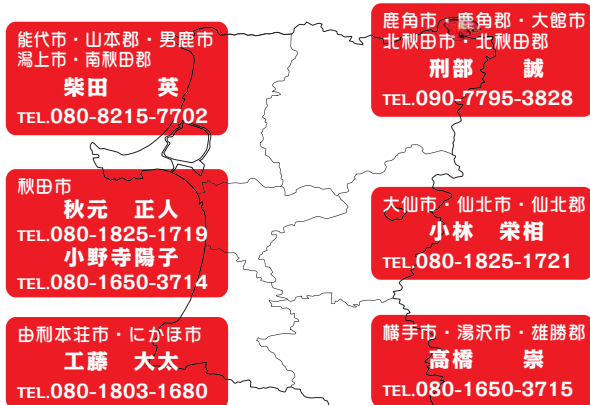 能代市・山本郡・男鹿市
潟上市・南秋田郡
柴田　英
TEL.080-8215-7702
鹿角市・鹿角郡・大館市
北秋田市・北秋田郡
刑部　誠
TEL.090-7795-3828
秋田市
秋元　正人
TEL.080-1825-1719
小野寺陽子
TEL.080-1650-3714
大仙市・仙北市・仙北郡
小林　栄相
TEL.080-1825-1721
由利本荘市・にかほ市
工藤　大太
TEL.080-1803-1680
横手市・湯沢市・雄勝郡
高橋　崇
TEL.080-1650-3715